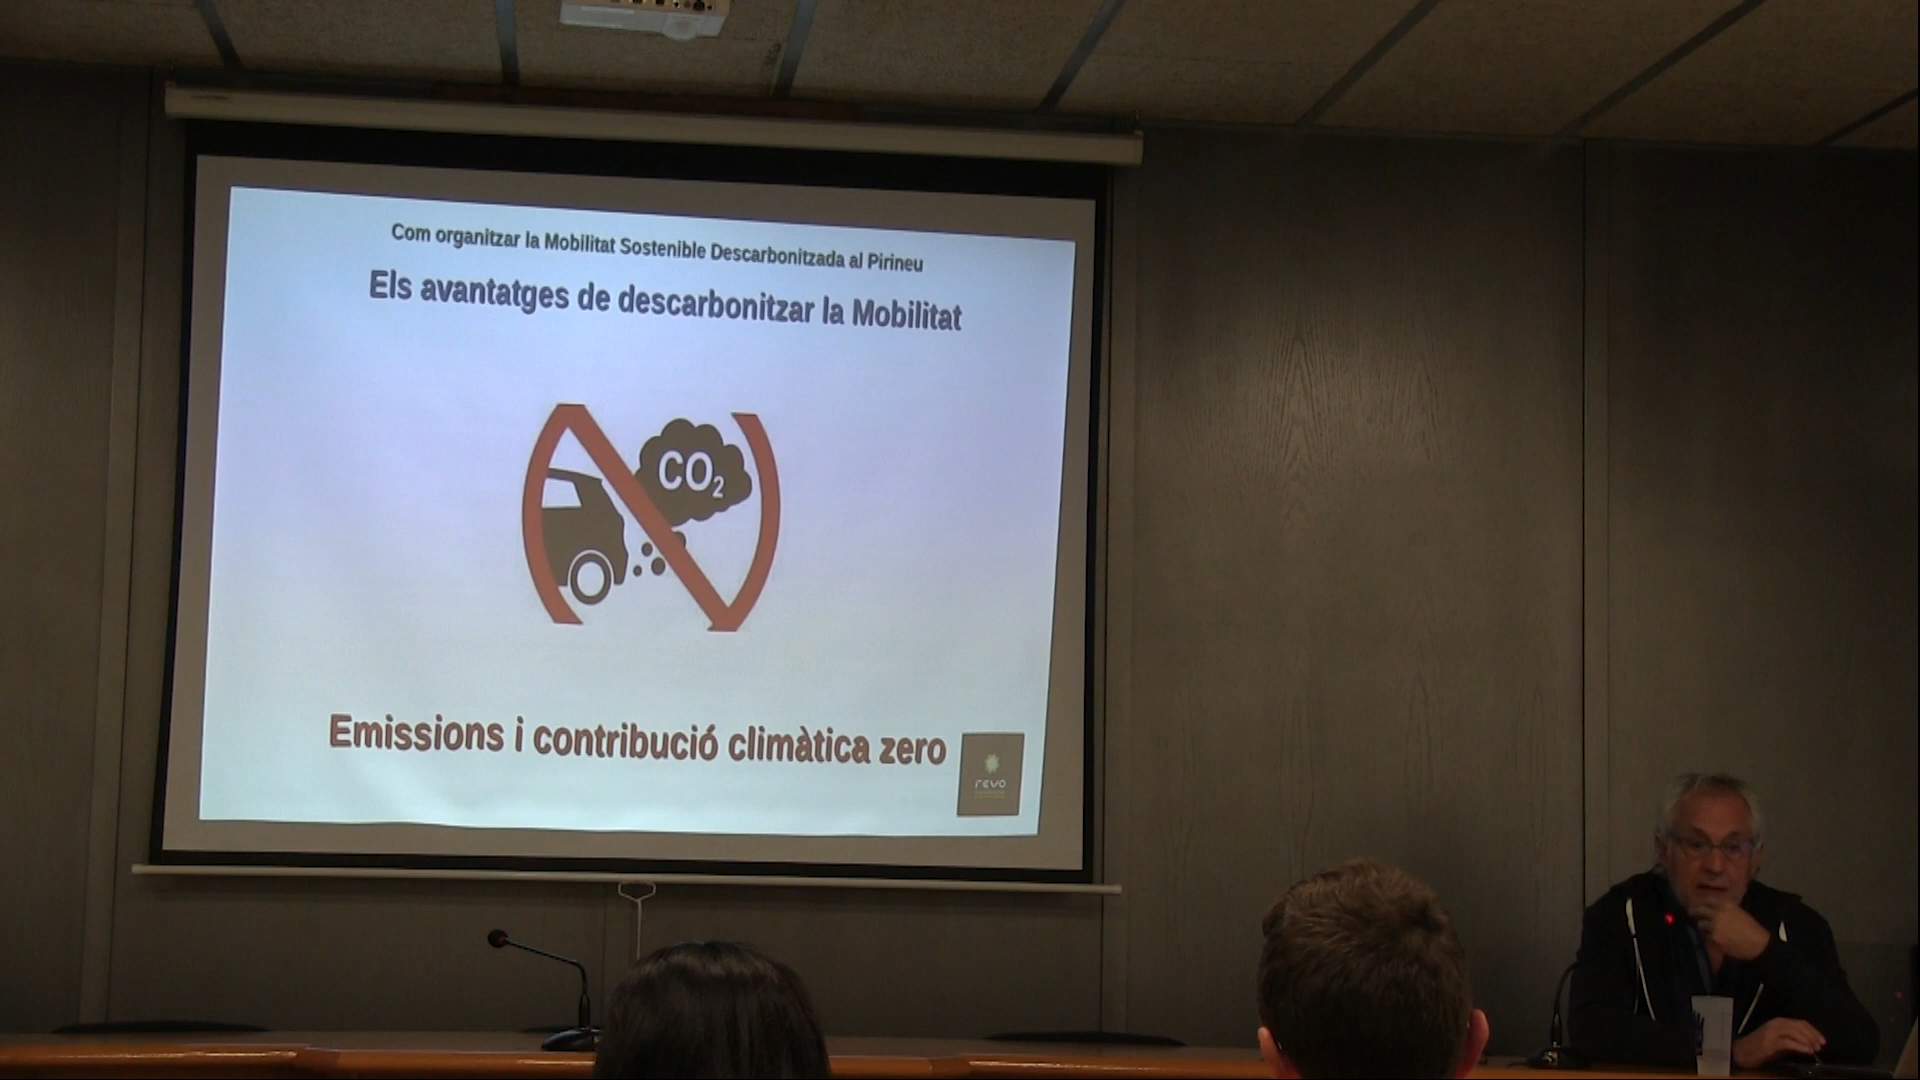 Com organitzar la Mobilitat Sostenible Descarbonitzada al Pirineu
Els avantatges de descarbonitzar la Mobilitat
CO₂
Emissions i contribució climàtica zero
revo